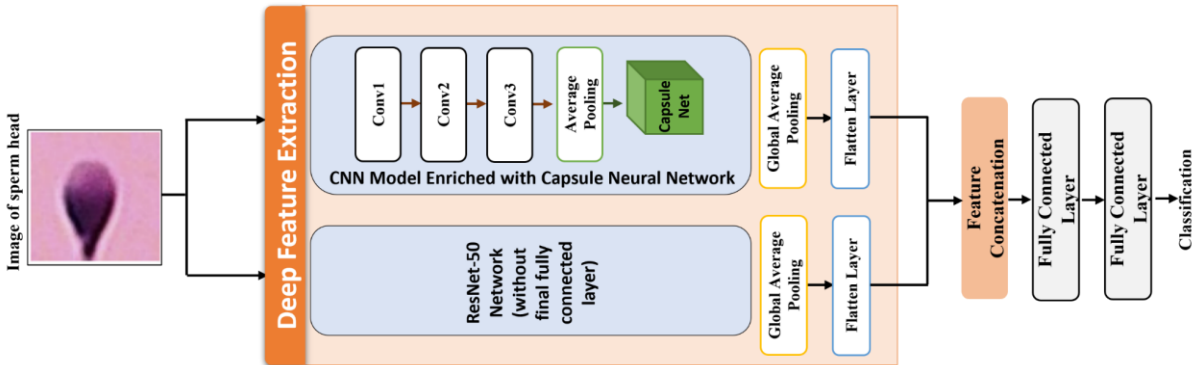 Image of sperm head
Deep Feature Extraction
Conv1
Conv2
Conv3
Average
Pooling
Capsule
Net
CNN Model Enriched with Capsule Neural Network
Global Average
Pooling
Flatten Layer
ResNet-50
Network
(without
final fully
connected
layer)
Global Average
Pooling
Flatten Layer
Feature
Concatenation
Fully Connected
Layer
Fully Connected
Layer
Classification